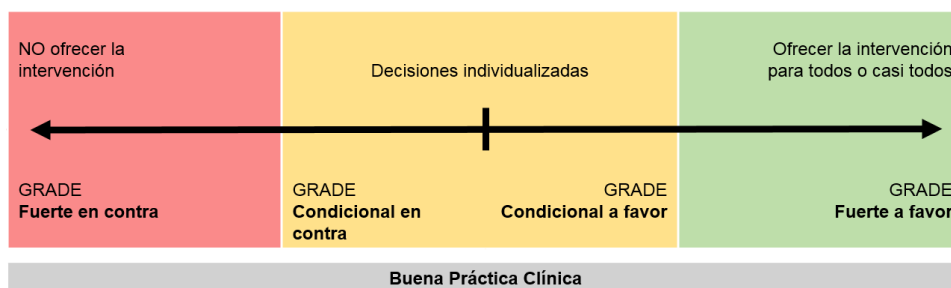 NO ofrecer la
intervención
Decisiones individualizadas
Ofrecer la intervención
para todos o casi todos
GRADE
Fuerte en contra
GRADE
Condicional en
contra
GRADE
Condicional a favor
GRADE
Fuerte a favor
Buena Práctica Clínica